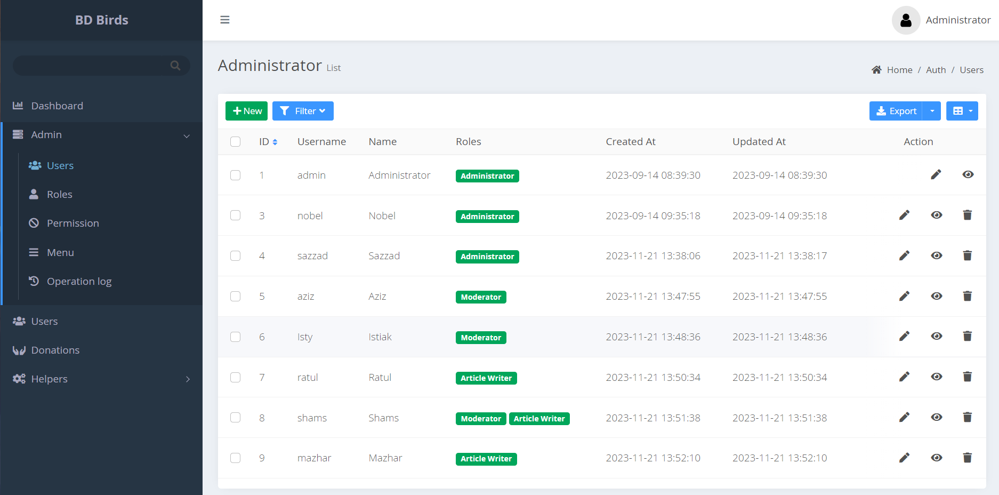 BD Birds
Administrator
Dashboard
Admin
Users
Roles
Permission
Menu
Operation log
Users
Donations
Helpers
Administrator List
Home / Auth / Users
New Filter Export
ID Username Name Roles Created At Updated At Action
1 admin Administrator Administrator 2023-09-14 08:39:30 2023-09-14 08:39:30
3 nobel Nobel Administrator 2023-09-14 09:35:18 2023-09-14 09:35:18
4 sazzad Sazzad Administrator 2023-11-21 13:38:06 2023-11-21 13:38:17
5 aziz Aziz Moderator 2023-11-21 13:47:55 2023-11-21 13:47:55
6 Isty Istiak Moderator 2023-11-21 13:48:36 2023-11-21 13:48:36
7 ratul Ratul Article Writer 2023-11-21 13:50:34 2023-11-21 13:50:34
8 shams Shams Moderator Article Writer 2023-11-21 13:51:38 2023-11-21 13:51:38
9 mazhar Mazhar Article Writer 2023-11-21 13:52:10 2023-11-21 13:52:10